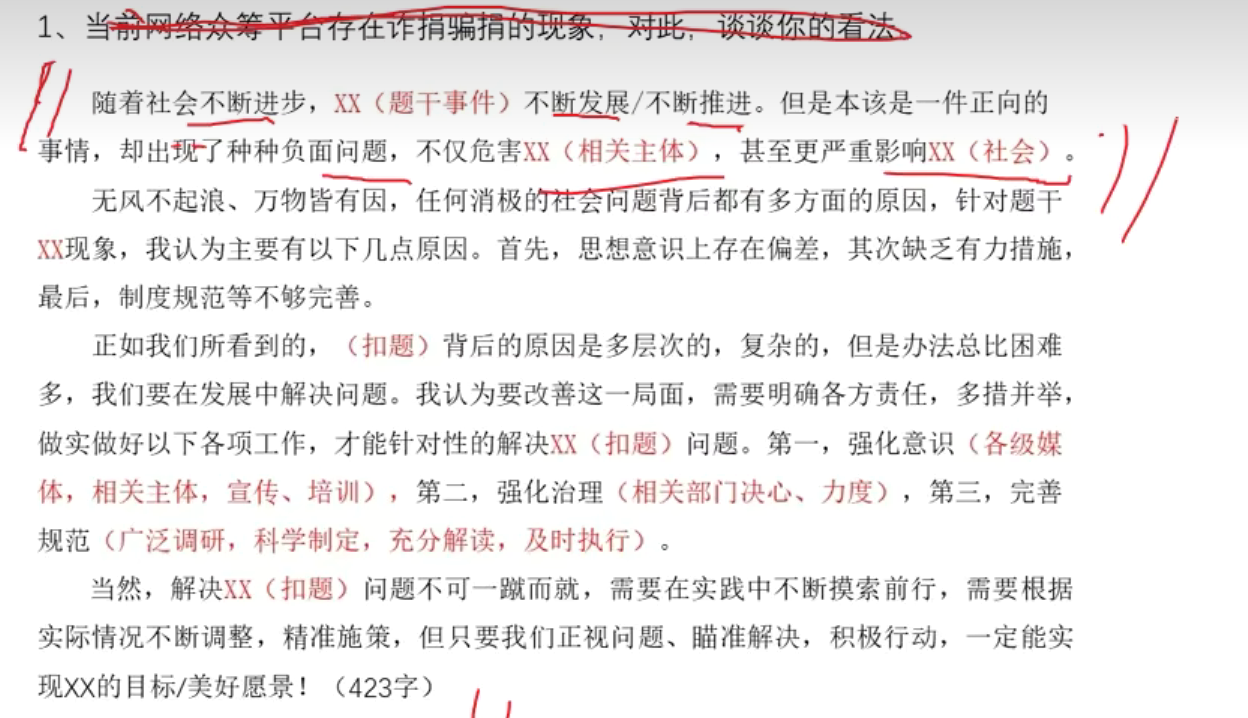 1、当前网络众筹平台存在诈捐骗捐的现象，对此，谈谈你的看法。
随着社会不断进步，XX（题干事件）不断发展/不断推进。但是本该是一件正向的
事情，却出现了种种负面问题，不仅危害XX（相关主体），甚至更严重影响XX（社会）。
无风不起浪、万物皆有因，任何消极的社会问题背后都有多方面的原因，针对题干
XX现象，我认为主要有以下几点原因。首先，思想意识上存在偏差，其次缺乏有力措施，
最后，制度规范等不够完善。
正如我们所看到的，（扣题）背后的原因是多层次的，复杂的，但是办法总比困难
多，我们要在发展中解决问题。我认为要改善这一局面，需要明确各方责任，多措并举，
做实做好以下各项工作，才能针对性的解决XX（扣题）问题。第一，强化意识（各级媒
体，相关主体，宣传、培训），第二，强化治理（相关部门决心、力度），第三，完善
规范（广泛调研，科学制定，充分解读，及时执行）。
当然，解决XX（扣题）问题不可一蹴而就，需要在实践中不断摸索前行，需要根据
实际情况不断调整，精准施策，但只要我们正视问题、瞄准解决，积极行动，一定能实
现XX的目标/美好愿景！（423字）